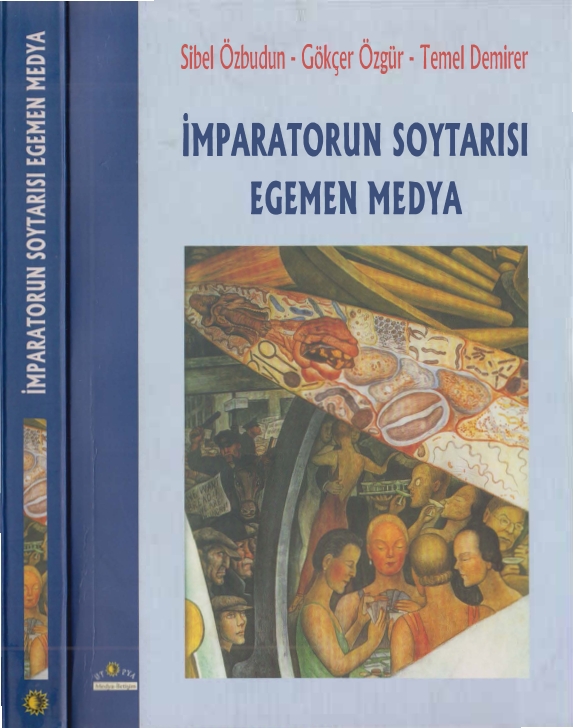 İMPARATORUN SOYTARISI EGEMEN MEDYA
Sibel Özbudun - Gökçer Özgür - Temel Demirer
İMPARATORUN SOYTARISI
EGEMEN MEDYA